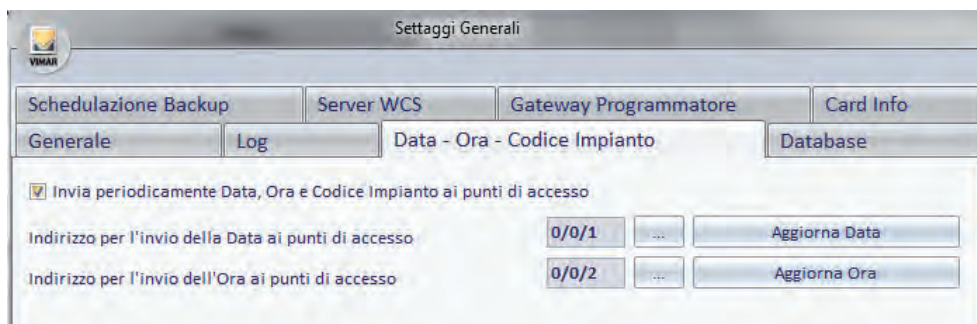 Settaggi Generali
VIMAR
Schedulazione Backup Server WCS Gateway Programmatore Card Info
Generale Log Data - Ora - Codice Impianto Database
Invia periodicamente Data, Ora e Codice Impianto ai punti di accesso
Indirizzo per l'invio della Data ai punti di accesso 0/0/1 ... Aggiorna Data
Indirizzo per l'invio dell'Ora ai punti di accesso 0/0/2 ... Aggiorna Ora